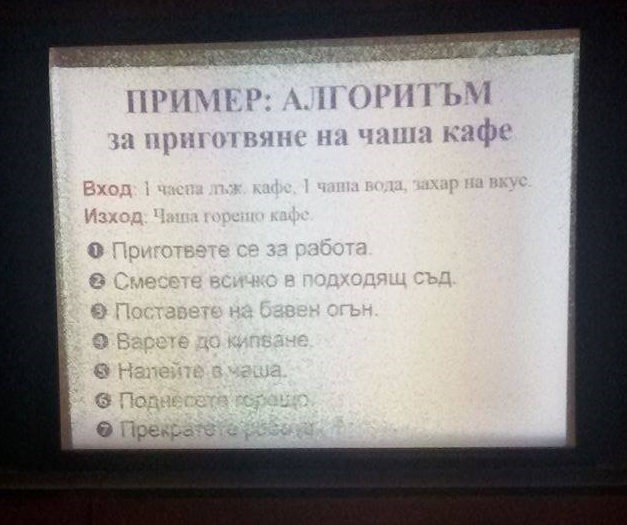 ПРИМЕР: АЛГОРИТЪМ
за приготвяне на чаша кафе
Вход: 1 чаена лъж. кафе, 1 чаша вода, захар на вкус.
Изход: Чаша горещо кафе.
❶ Пригответе се за работа.
❷ Смесете всичко в подходящ съд.
❸ Поставете на бавен огън.
❹ Варете до кипване.
❺ Налейте в чаша.
❻ Поднесете горещо.
❼ Прекратете работа.